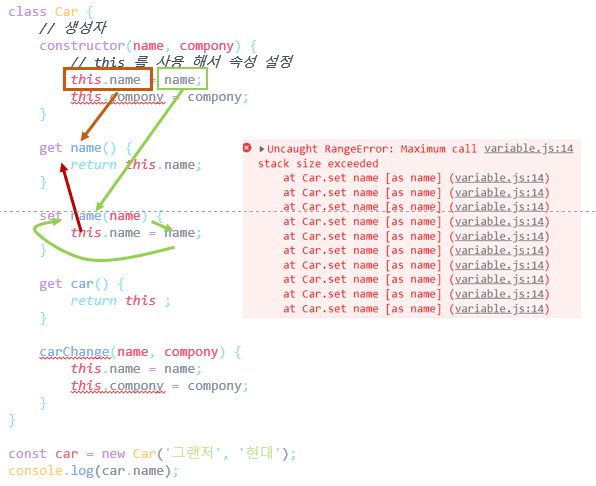 class Car {
// 생성자
constructor(name, compony) {
// this 를 사용 해서 속성 설정
this.name = name;
this.compony = compony;
}
get name() {
return this.name;
}
set name(name) {
this.name = name;
}
get car() {
return this ;
}
carChange(name, compony) {
this.name = name;
this.compony = compony;
}
}
const car = new Car('그랜저', '현대');
console.log(car.name);
Uncaught RangeError: Maximum call variable.js:14
stack size exceeded
at Car.set name [as name] (variable.js:14)
at Car.set name [as name] (variable.js:14)
at Car.set name [as name] (variable.js:14)
at Car.set name [as name] (variable.js:14)
at Car.set name [as name] (variable.js:14)
at Car.set name [as name] (variable.js:14)
at Car.set name [as name] (variable.js:14)
at Car.set name [as name] (variable.js:14)
at Car.set name [as name] (variable.js:14)
at Car.set name [as name] (variable.js:14)